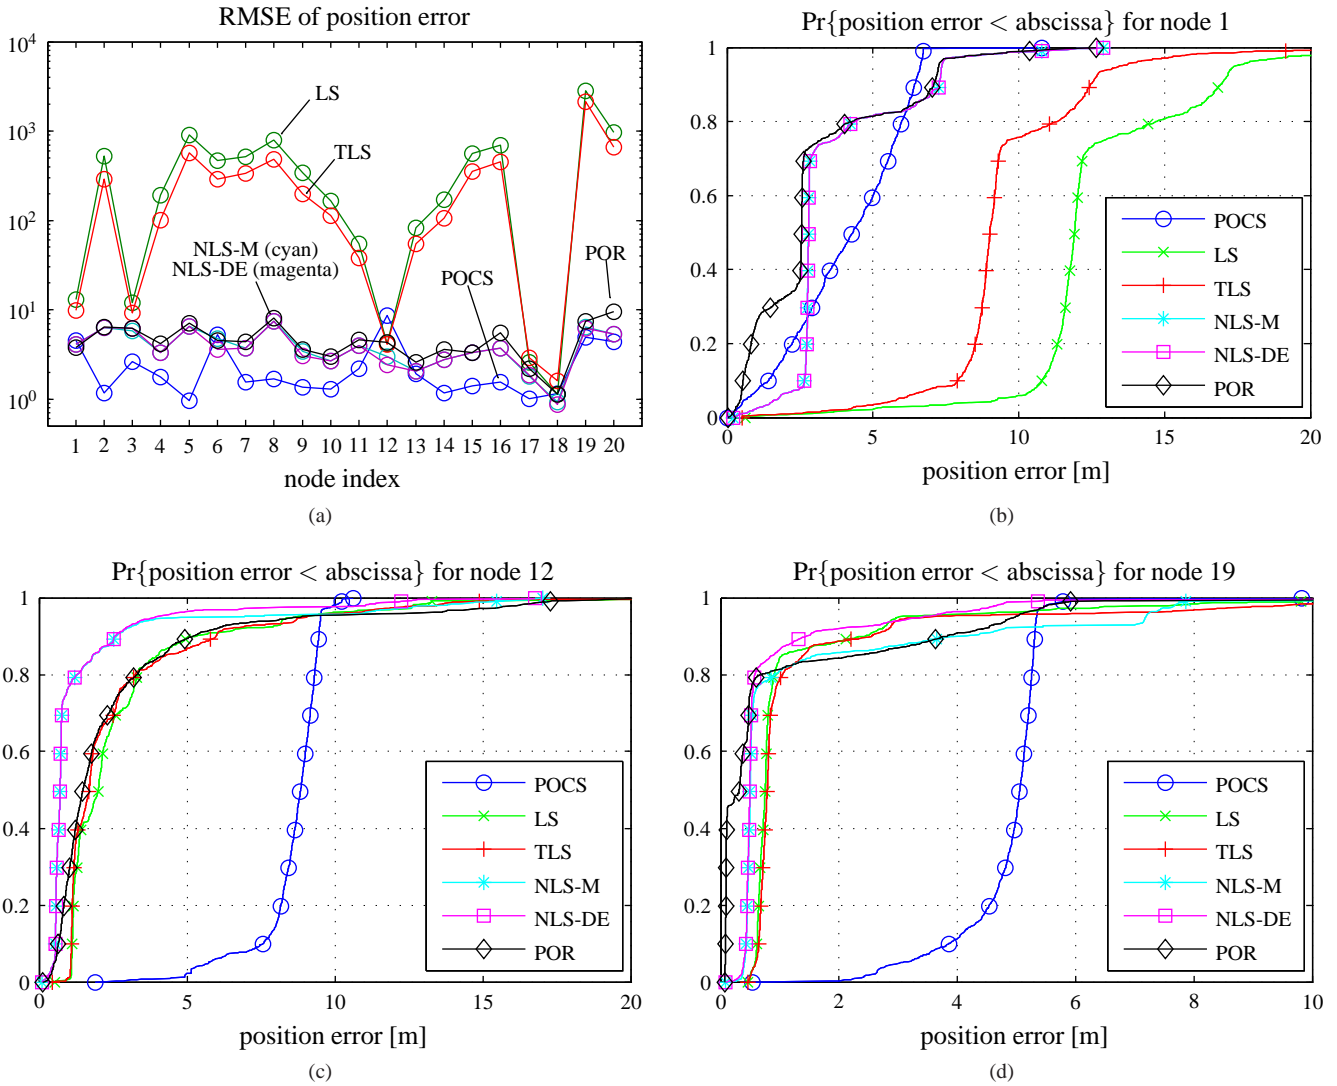 RMSE of position error
10^4
10^3
10^2
10^1
10^0
LS
TLS
NLS-M (cyan)
NLS-DE (magenta)
POCS
POR
1 2 3 4 5 6 7 8 9 10 11 12 13 14 15 16 17 18 19 20
node index
(a)
Pr{position error < abscissa} for node 1
1
0.8
0.6
0.4
0.2
0
0 5 10 15 20
POCS
LS
TLS
NLS-M
NLS-DE
POR
position error [m]
(b)
Pr{position error < abscissa} for node 12
1
0.8
0.6
0.4
0.2
0
0 5 10 15 20
POCS
LS
TLS
NLS-M
NLS-DE
POR
position error [m]
(c)
Pr{position error < abscissa} for node 19
1
0.8
0.6
0.4
0.2
0
0 2 4 6 8 10
POCS
LS
TLS
NLS-M
NLS-DE
POR
position error [m]
(d)